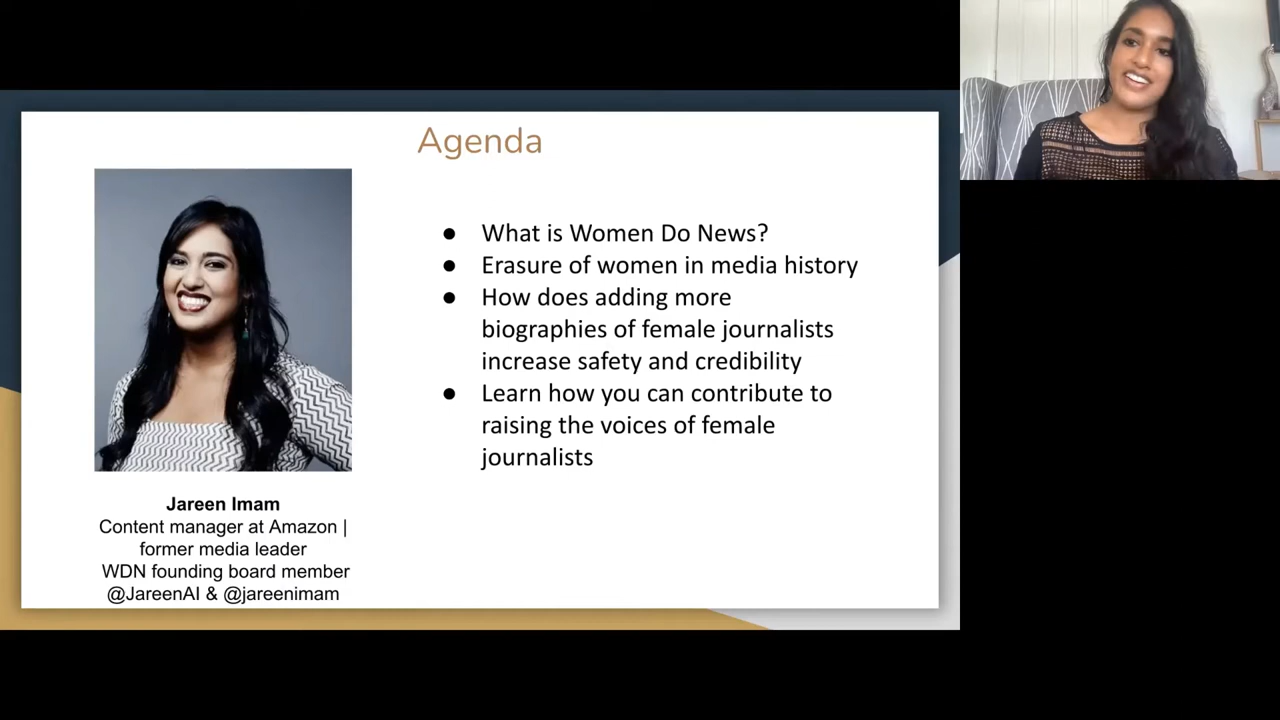 Agenda
● What is Women Do News?
● Erasure of women in media history
● How does adding more
biographies of female journalists
increase safety and credibility
● Learn how you can contribute to
raising the voices of female
journalists
Jareen Imam
Content manager at Amazon |
former media leader
WDN founding board member
@JareenAI & @jareenimam